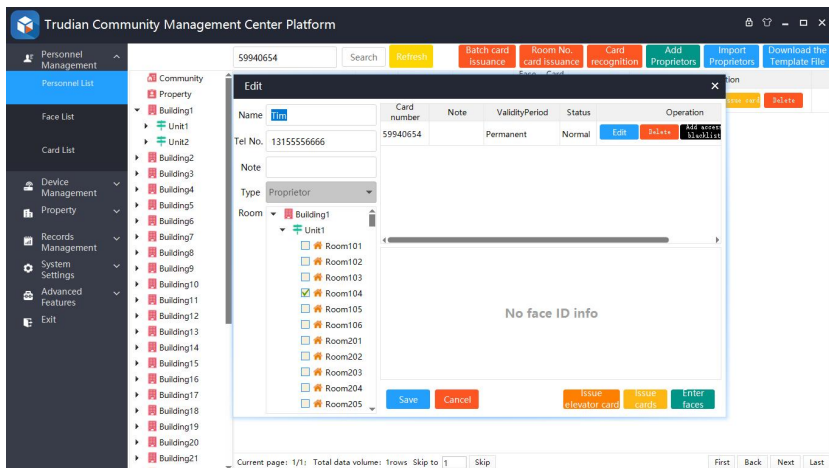 Trudian Community Management Center Platform
Personnel Management
Personnel List
Face List
Card List
Device Management
Property
Records Management
System Settings
Advanced Features
Exit
Community
Property
Building1
Unit1
Unit2
Building2
Building3
Building4
Building5
Building6
Building7
Building8
Building9
Building10
Building11
Building12
Building13
Building14
Building15
Building16
Building17
Building18
Building19
Building20
Building21
59940654
Search
Refresh
Batch card issuance
Room No. card issuance
Card recognition
Add Proprietors
Import Proprietors
Download the Template File
Face Card
tion
Delete
Edit
Name Tim
Tel No. 13155556666
Note
Type Proprietor
Room Building1
Unit1
Room101
Room102
Room103
Room104
Room105
Room106
Room201
Room202
Room203
Room204
Room205
Card number Note ValidityPeriod Status Operation
59940654 Permanent Normal Edit Delete Add access blacklist
No face ID info
Save
Cancel
Issue elevator card
Issue cards
Enter faces
Current page: 1/1; Total data volume: 1rows Skip to 1 Skip
First Back Next Last